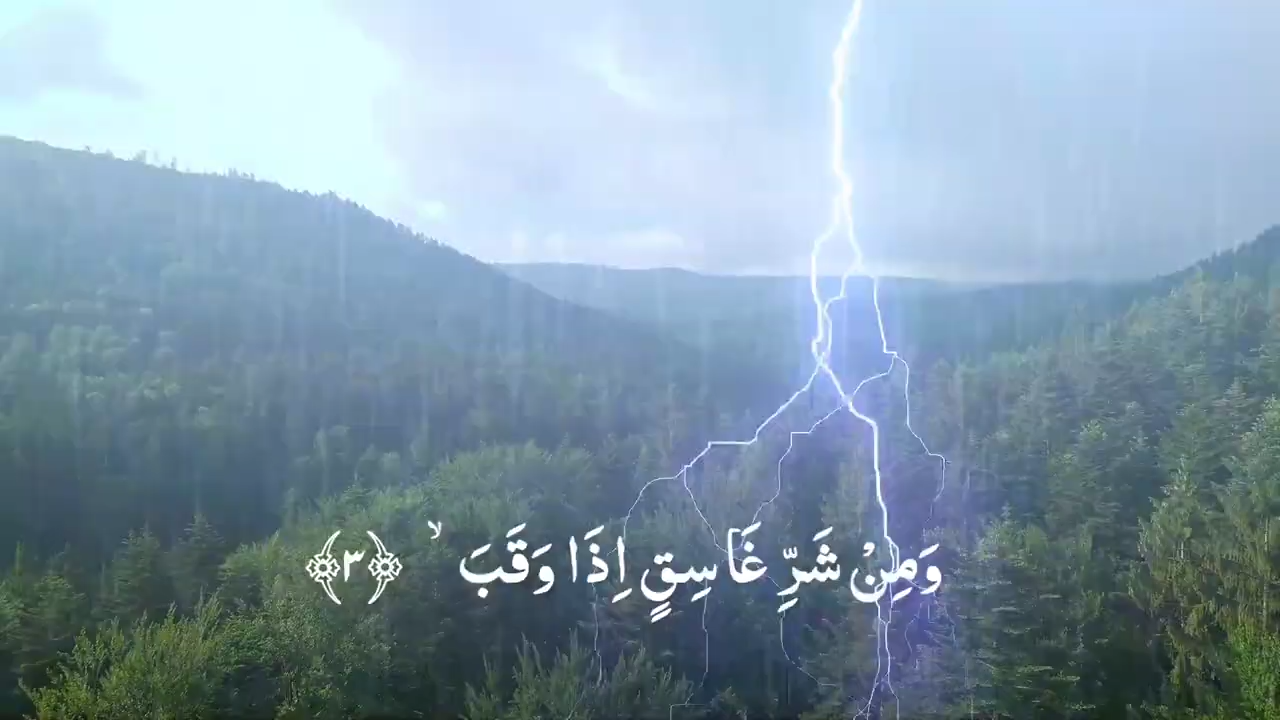 وَمِنْ شَرِّ غَاسِقٍ اِذَا وَقَبَ ۙ ﴿٣﴾